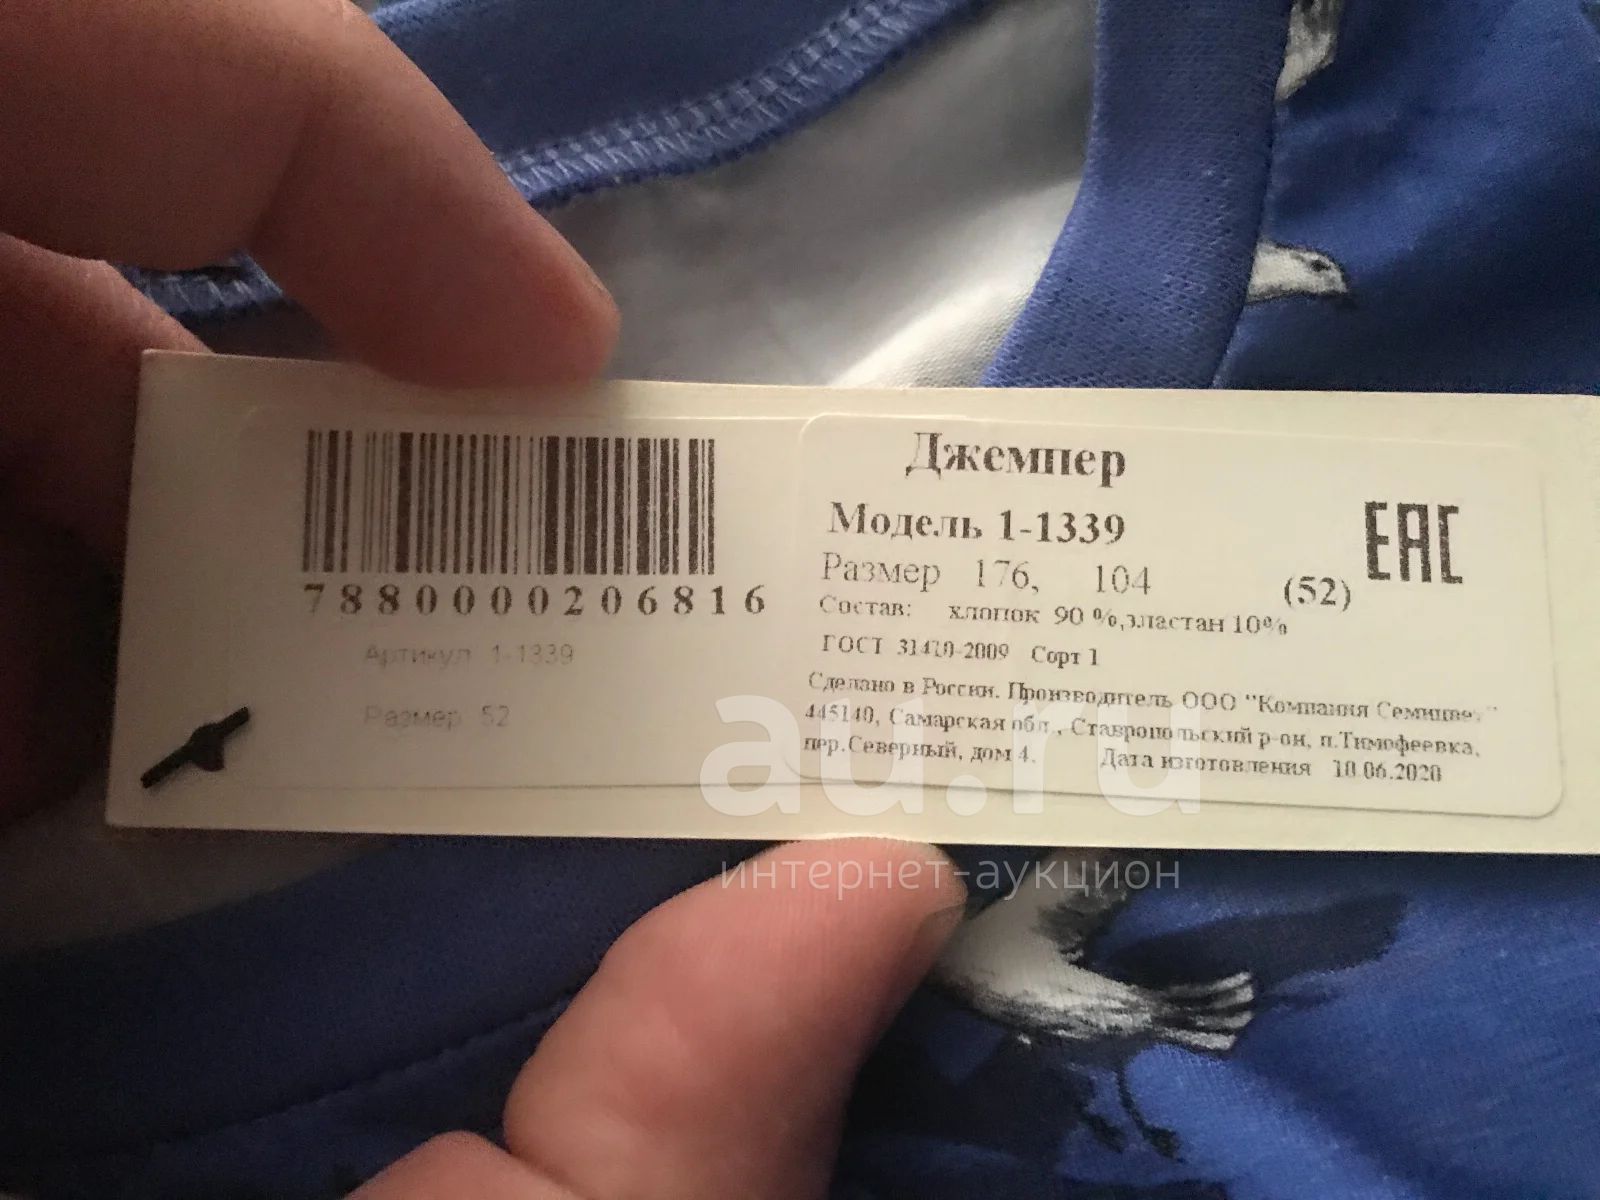 7880000206816
Артикул 1-1339
Размер 52
Джемпер
Модель 1-1339
Размер 176, 104 (52)
ЕАС
Состав: хлопок 90 %,эластан 10%
ГОСТ 31410-2009 Сорт 1
Сделано в России. Производитель ООО "Компания Семицвет"
445140, Самарская обл., Ставропольский р-он, п.Тимофеевка,
пер.Северный, дом 4. Дата изготовления 10.06.2020
au.ru
интернет-аукцион